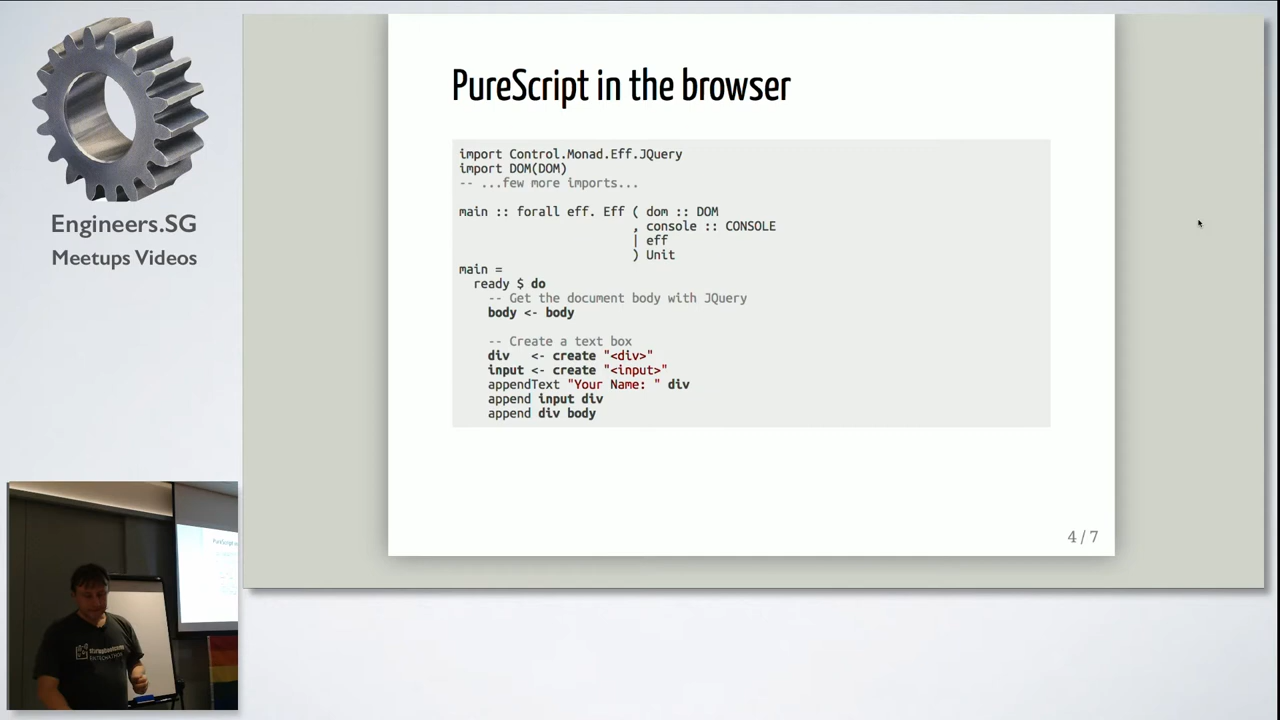 Engineers.SG
Meetups Videos
PureScript in the browser
import Control.Monad.Eff.JQuery
import DOM(DOM)
-- ...few more imports...
main :: forall eff. Eff ( dom :: DOM
, console :: CONSOLE
| eff
) Unit
main =
ready $ do
-- Get the document body with JQuery
body <- body
-- Create a text box
div <- create "<div>"
input <- create "<input>"
appendText "Your Name: " div
append input div
append div body
4 / 7